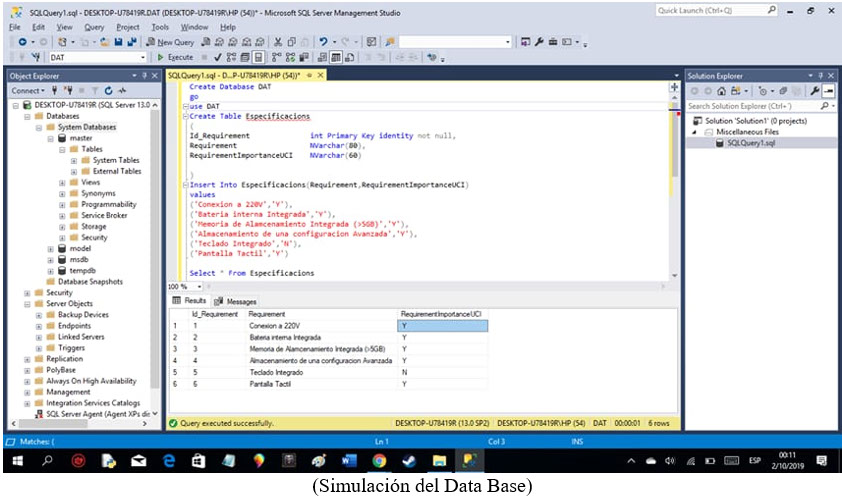 SQLQuery1.sql - DESKTOP-U78419R.DAT (DESKTOP-U78419R\HP (54))* - Microsoft SQL Server Management Studio
Quick Launch (Ctrl+Q)
File Edit View Query Project Tools Window Help
New Query
DAT
Execute
Object Explorer
Connect
DESKTOP-U78419R (SQL Server 13.0
Databases
System Databases
master
Tables
System Tables
External Tables
Views
Synonyms
Programmability
Service Broker
Storage
Security
model
msdb
tempdb
Database Snapshots
Security
Server Objects
Backup Devices
Endpoints
Linked Servers
Triggers
Replication
PolyBase
Always On High Availability
Management
Integration Services Catalogs
SQL Server Agent (Agent XPs dis
SQLQuery1.sql - D...P-U78419R\HP (54))*
Create Database DAT
go
use DAT
Create Table Especificacions
(
Id_Requirement int Primary Key identity not null,
Requirement NVarchar(80),
RequirementImportanceUCI NVarchar(60)
)
Insert Into Especificacions(Requirement,RequirementImportanceUCI)
values
('Conexion a 220V','Y'),
('Bateria interna Integrada','Y'),
('Memoria de Alamcenamiento Integrada (>5GB)','Y'),
('Almacenamiento de una configuracion Avanzada','Y'),
('Teclado Integrado','N'),
('Pantalla Tactil','Y')
Select * From Especificacions
100 %
Results Messages
Id_Requirement Requirement RequirementImportanceUCI
1 1 Conexion a 220V Y
2 2 Bateria interna Integrada Y
3 3 Memoria de Alamcenamiento Integrada (>5GB) Y
4 4 Almacenamiento de una configuracion Avanzada Y
5 5 Teclado Integrado N
6 6 Pantalla Tactil Y
Query executed successfully. DESKTOP-U78419R (13.0 SP2) DESKTOP-U78419R\HP (54) DAT 00:00:01 6 rows
Solution Explorer
Search Solution Explorer (Ctrl+')
Solution 'Solution1' (0 projects)
Miscellaneous Files
SQLQuery1.sql
Matches: ( Ln 1 Col 3 INS
ESP
00:11
2/10/2019
(Simulación del Data Base)